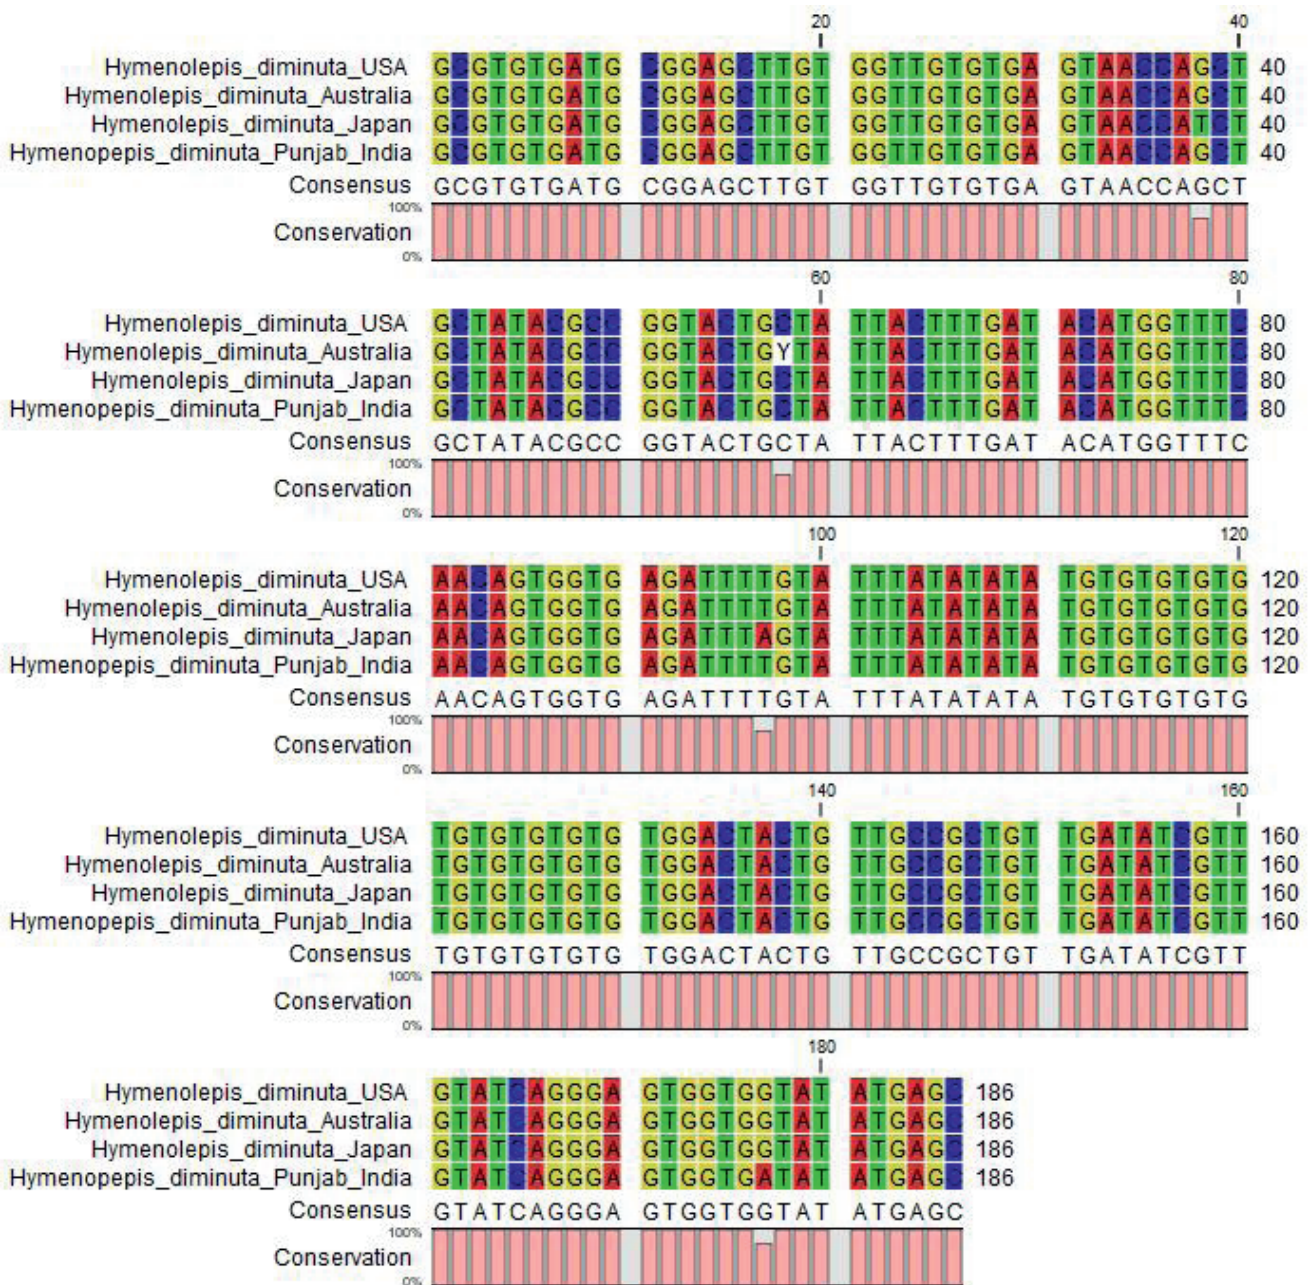 20 40
Hymenolepis_diminuta_USA GCGTGTGATG CGGAGCTTGT GGTTGTGTGA GTAACCAGCT 40
Hymenolepis_diminuta_Australia GCGTGTGATG CGGAGCTTGT GGTTGTGTGA GTAACCAGCT 40
Hymenolepis_diminuta_Japan GCGTGTGATG CGGAGCTTGT GGTTGTGTGA GTAACCATCT 40
Hymenopepis_diminuta_Punjab_India GCGTGTGATG CGGAGCTTGT GGTTGTGTGA GTAACCAGCT 40
Consensus GCGTGTGATG CGGAGCTTGT GGTTGTGTGA GTAACCAGCT
100%
Conservation
0%
60 80
Hymenolepis_diminuta_USA GCTATACGCC GGTACTGCTA TTACTTTGAT ACATGGTTTC 80
Hymenolepis_diminuta_Australia GCTATACGCC GGTACTGYTA TTACTTTGAT ACATGGTTTC 80
Hymenolepis_diminuta_Japan GCTATACGCC GGTACTGCTA TTACTTTGAT ACATGGTTTC 80
Hymenopepis_diminuta_Punjab_India GCTATACGCC GGTACTGCTA TTACTTTGAT ACATGGTTTC 80
Consensus GCTATACGCC GGTACTGCTA TTACTTTGAT ACATGGTTTC
100%
Conservation
0%
100 120
Hymenolepis_diminuta_USA AACAGTGGTG AGATTTTGTA TTTATATATA TGTGTGTGTG 120
Hymenolepis_diminuta_Australia AACAGTGGTG AGATTTTGTA TTTATATATA TGTGTGTGTG 120
Hymenolepis_diminuta_Japan AACAGTGGTG AGATTTAGTA TTTATATATA TGTGTGTGTG 120
Hymenopepis_diminuta_Punjab_India AACAGTGGTG AGATTTTGTA TTTATATATA TGTGTGTGTG 120
Consensus AACAGTGGTG AGATTTTGTA TTTATATATA TGTGTGTGTG
100%
Conservation
0%
140 160
Hymenolepis_diminuta_USA TGTGTGTGTG TGGACTACTG TTGCCGCTGT TGATATCGTT 160
Hymenolepis_diminuta_Australia TGTGTGTGTG TGGACTACTG TTGCCGCTGT TGATATCGTT 160
Hymenolepis_diminuta_Japan TGTGTGTGTG TGGACTACTG TTGCCGCTGT TGATATCGTT 160
Hymenopepis_diminuta_Punjab_India TGTGTGTGTG TGGACTACTG TTGCCGCTGT TGATATCGTT 160
Consensus TGTGTGTGTG TGGACTACTG TTGCCGCTGT TGATATCGTT
100%
Conservation
0%
180
Hymenolepis_diminuta_USA GTATCAGGGA GTGGTGGTAT ATGAGC 186
Hymenolepis_diminuta_Australia GTATCAGGGA GTGGTGGTAT ATGAGC 186
Hymenolepis_diminuta_Japan GTATCAGGGA GTGGTGGTAT ATGAGC 186
Hymenopepis_diminuta_Punjab_India GTATCAGGGA GTGGTGATAT ATGAGC 186
Consensus GTATCAGGGA GTGGTGGTAT ATGAGC
100%
Conservation
0%